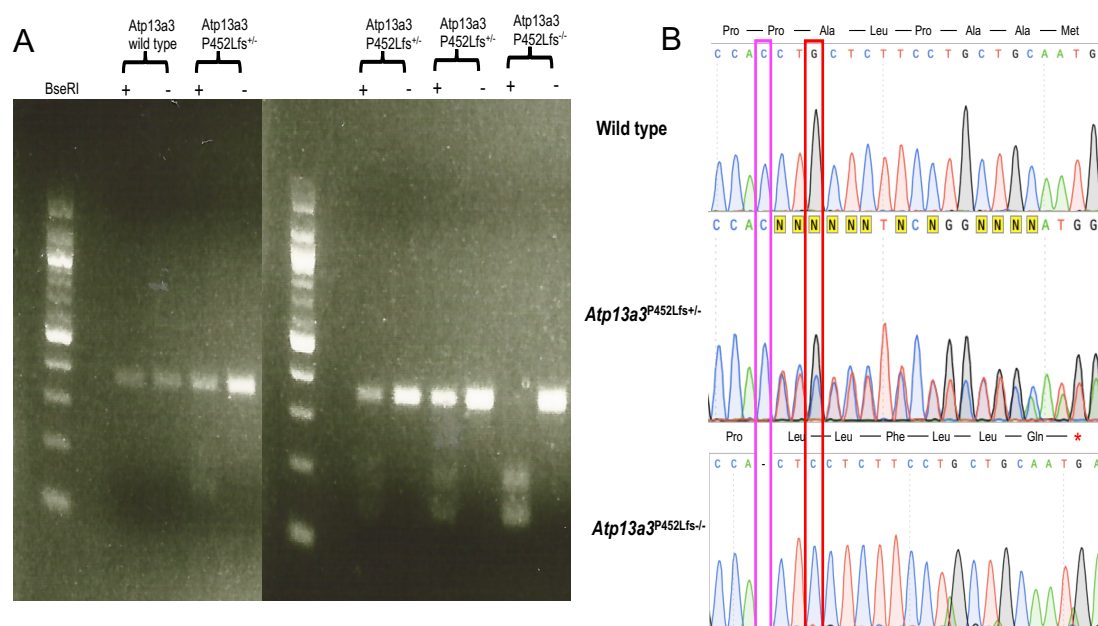 A
Atp13a3
wild type
Atp13a3
P452Lfs+/-
Atp13a3
P452Lfs+/-
Atp13a3
P452Lfs+/-
Atp13a3
P452Lfs-/-
BseRI + - + - + - + - + -
B
Pro — Pro — Ala — Leu — Pro — Ala — Ala — Met
C C A C C T G C T C T T C C T G C T G C A A T G
Wild type
C C A C N N N N N N T N C N G G N N N N A T G G
Atp13a3P452Lfs+/-
Pro Leu — Leu — Phe — Leu — Leu — Gln — *
C C A - C T C C T C T T C C T G C T G C A A T G A
Atp13a3P452Lfs-/-